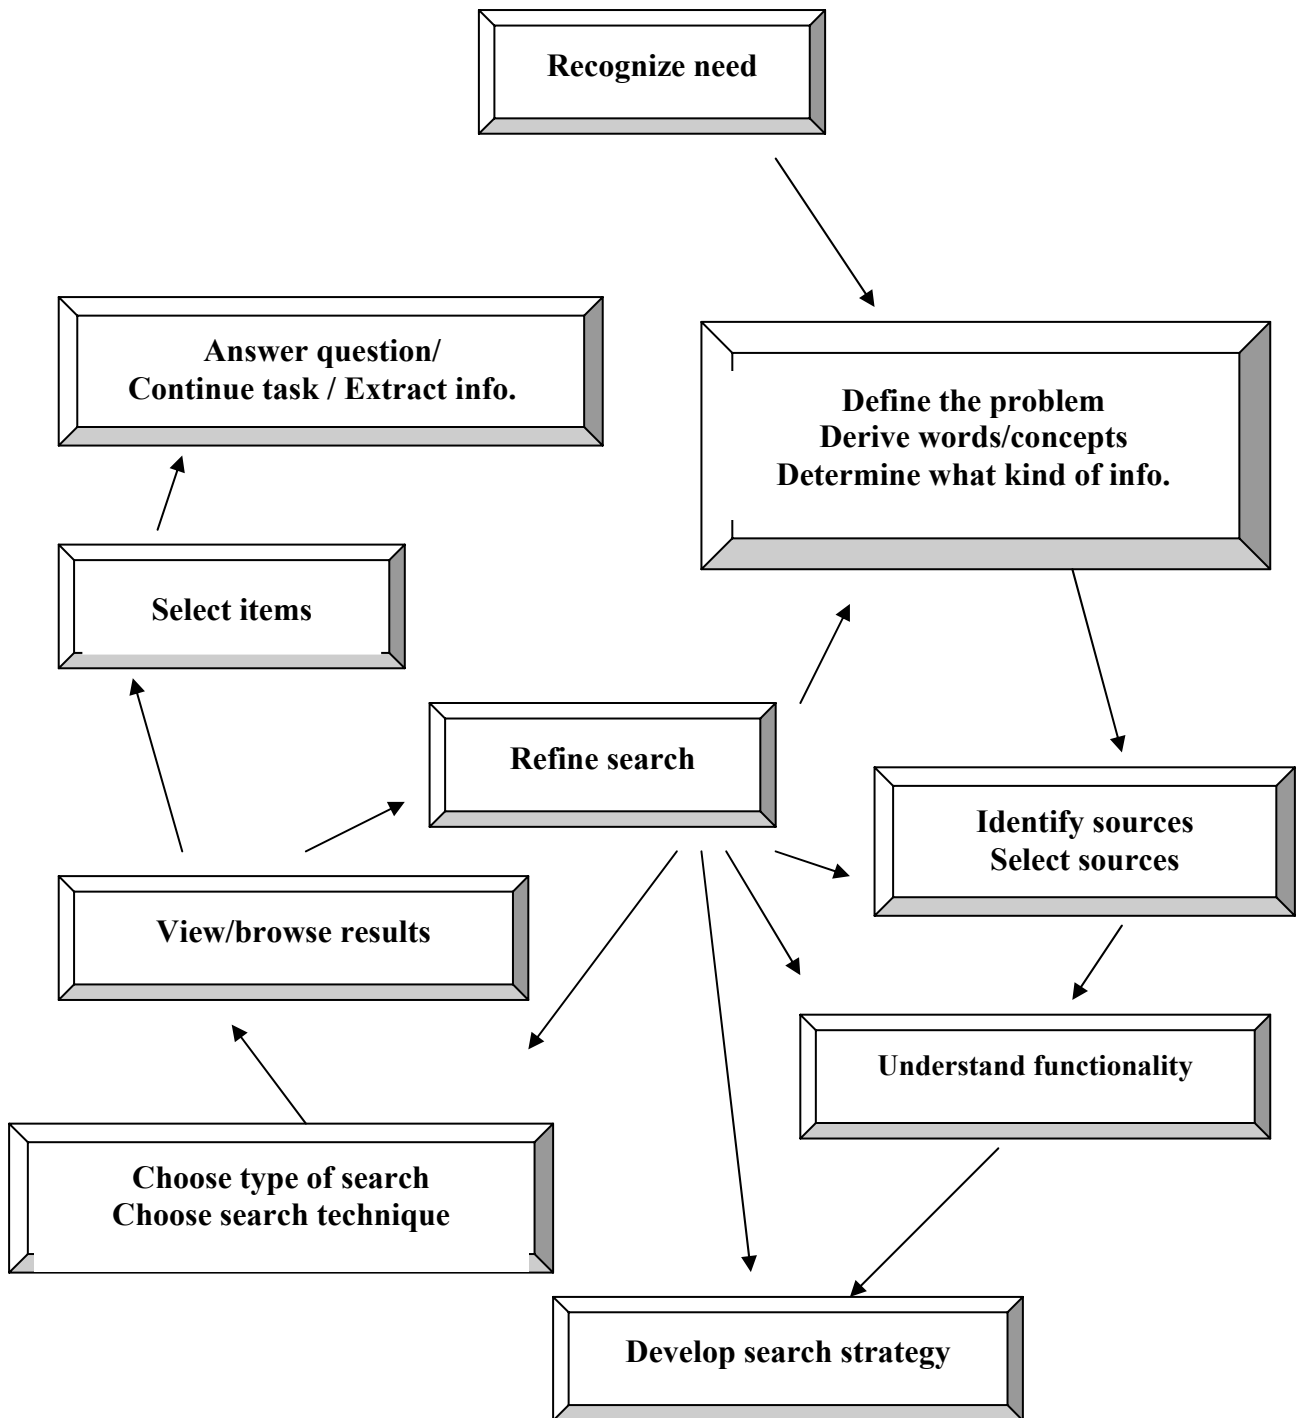 Recognize need
Answer question/
Continue task / Extract info.
Define the problem
Derive words/concepts
Determine what kind of info.
Select items
Refine search
Identify sources
Select sources
View/browse results
Understand functionality
Choose type of search
Choose search technique
Develop search strategy